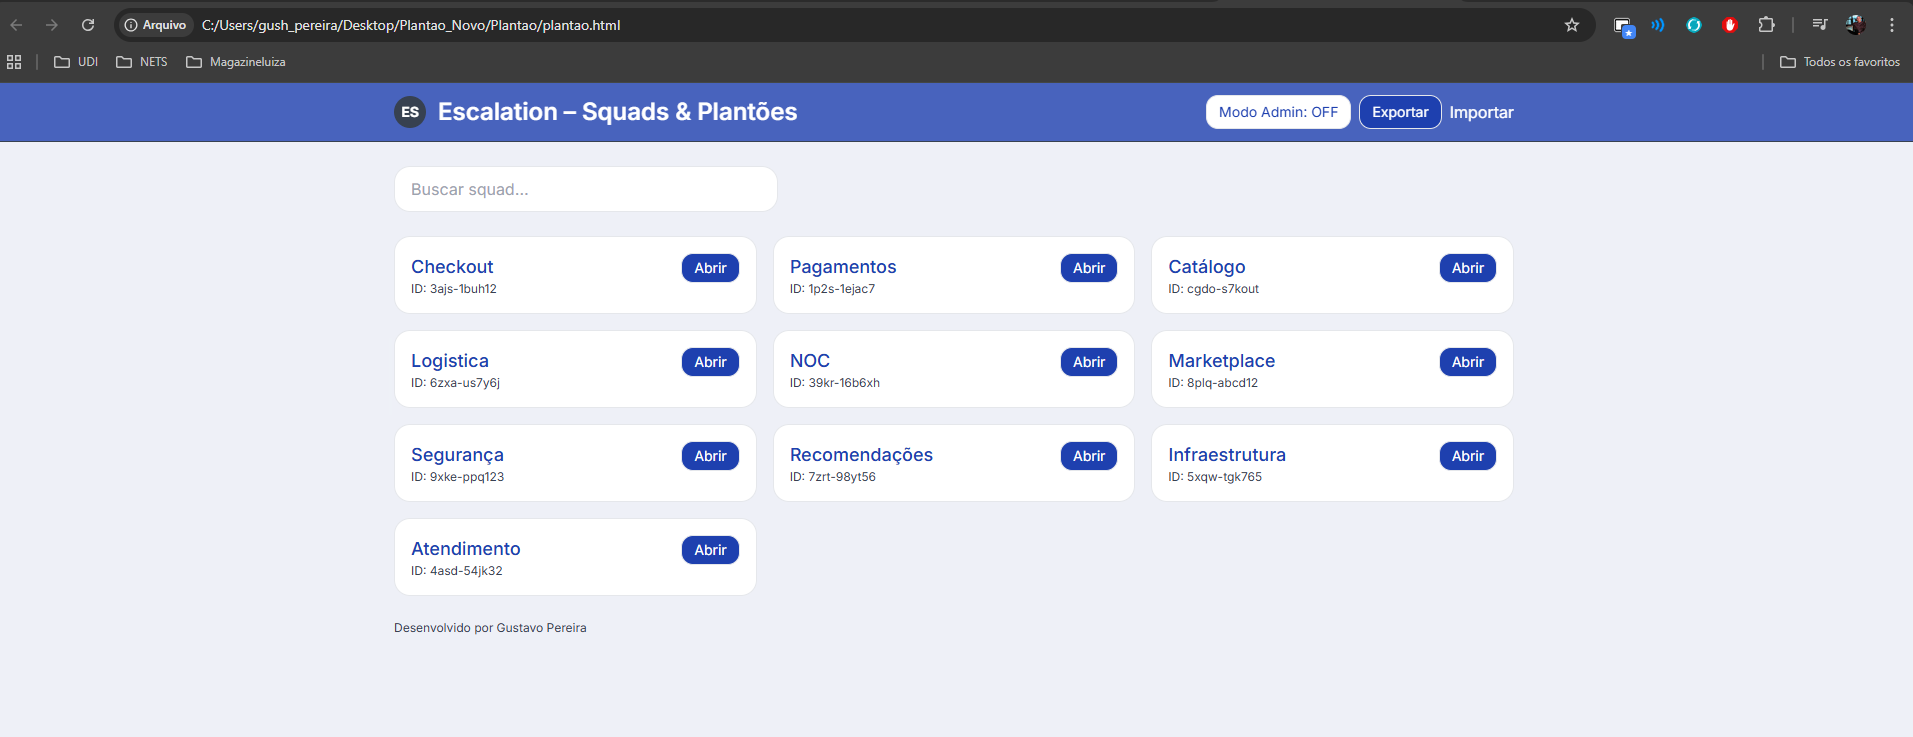 Arquivo C:/Users/gush_pereira/Desktop/Plantao_Novo/Plantao/plantao.html
UDI NETS Magazineluiza Todos os favoritos
ES Escalation – Squads & Plantões Modo Admin: OFF Exportar Importar
Buscar squad...
Checkout Abrir
ID: 3ajs-1buh12
Pagamentos Abrir
ID: 1p2s-1ejac7
Catálogo Abrir
ID: cgdo-s7kout
Logistica Abrir
ID: 6zxa-us7y6j
NOC Abrir
ID: 39kr-16b6xh
Marketplace Abrir
ID: 8plq-abcd12
Segurança Abrir
ID: 9xke-ppq123
Recomendações Abrir
ID: 7zrt-98yt56
Infraestrutura Abrir
ID: 5xqw-tgk765
Atendimento Abrir
ID: 4asd-54jk32
Desenvolvido por Gustavo Pereira